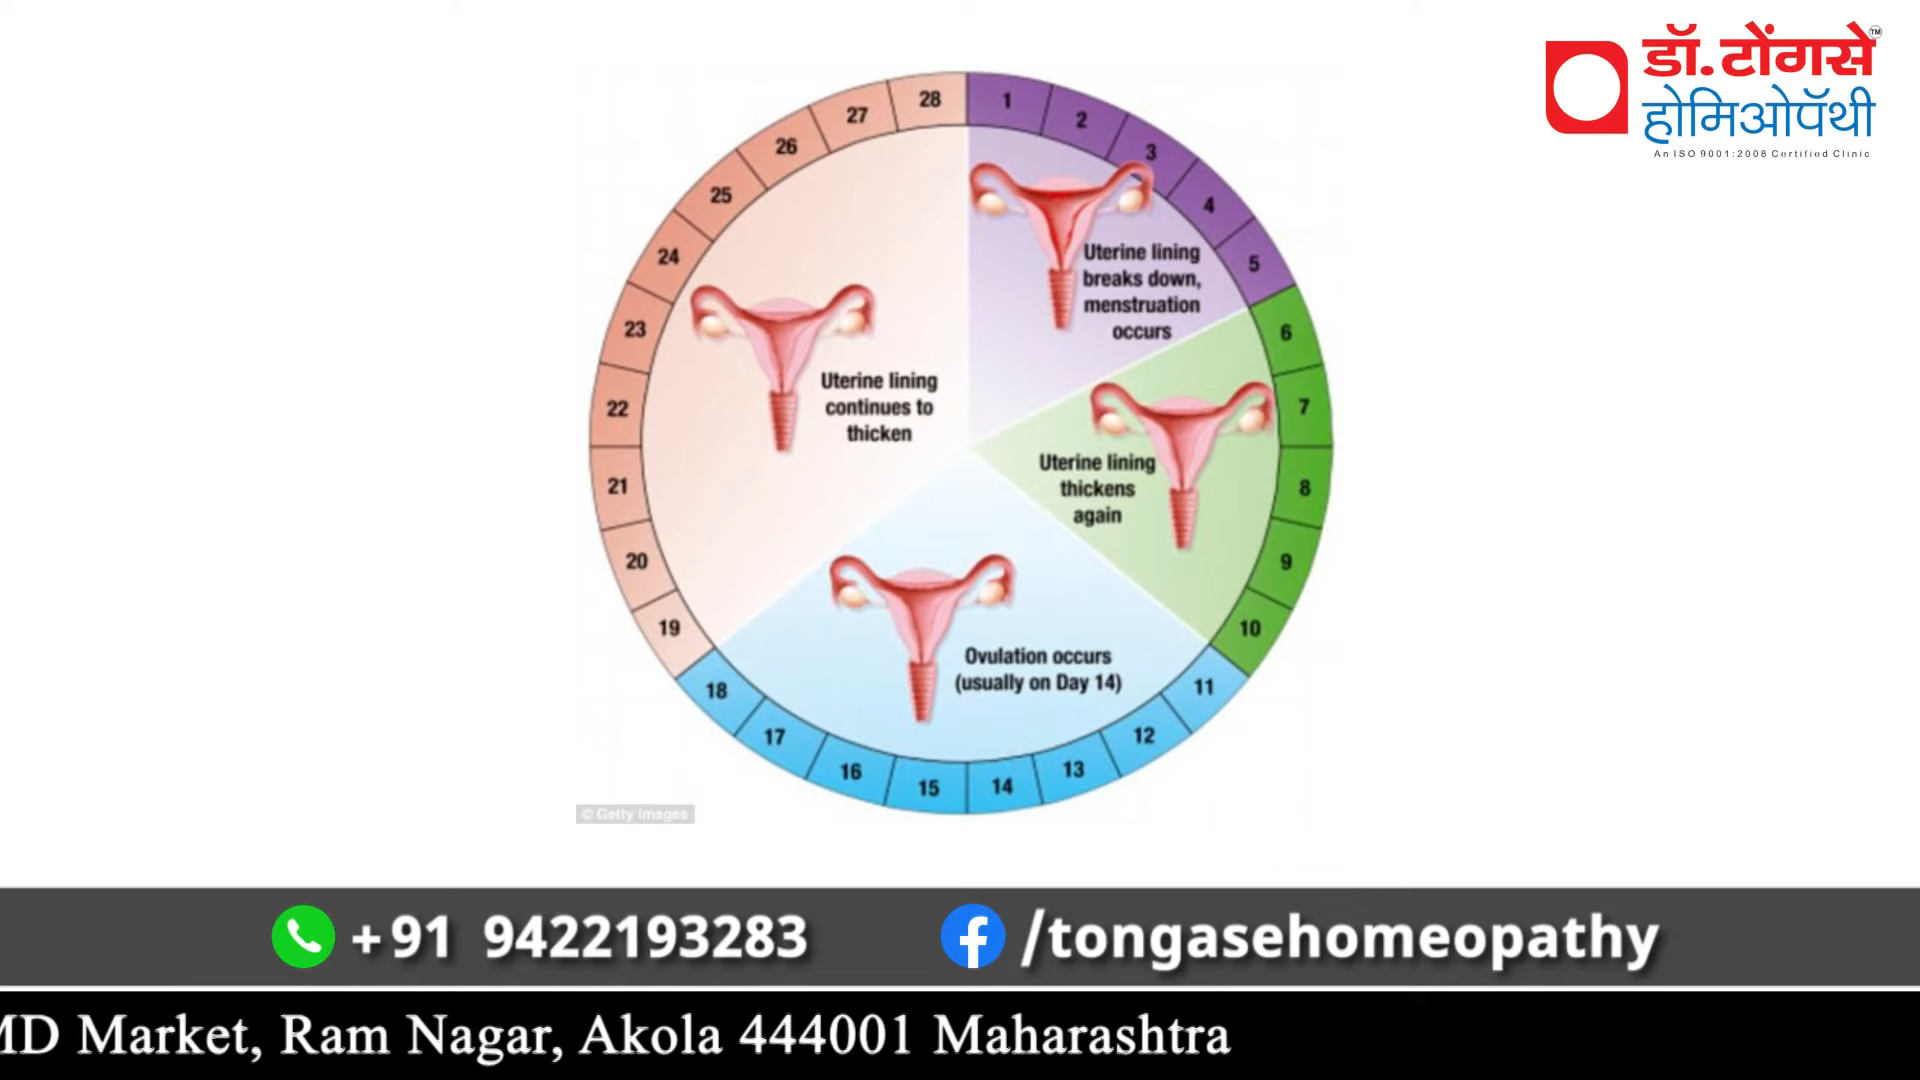 डॉ.टोंगसे
TM
होमिओपॅथी
An ISO 9001:2008 Certified Clinic
28
1
2
3
4
5
6
7
8
9
10
11
12
13
14
15
16
17
18
19
20
21
22
23
24
25
26
27
Uterine lining
breaks down,
menstruation
occurs
Uterine lining
thickens
again
Ovulation occurs
(usually on Day 14)
Uterine lining
continues to
thicken
© Getty Images
+91 9422193283
/tongasehomeopathy
MD Market, Ram Nagar, Akola 444001 Maharashtra